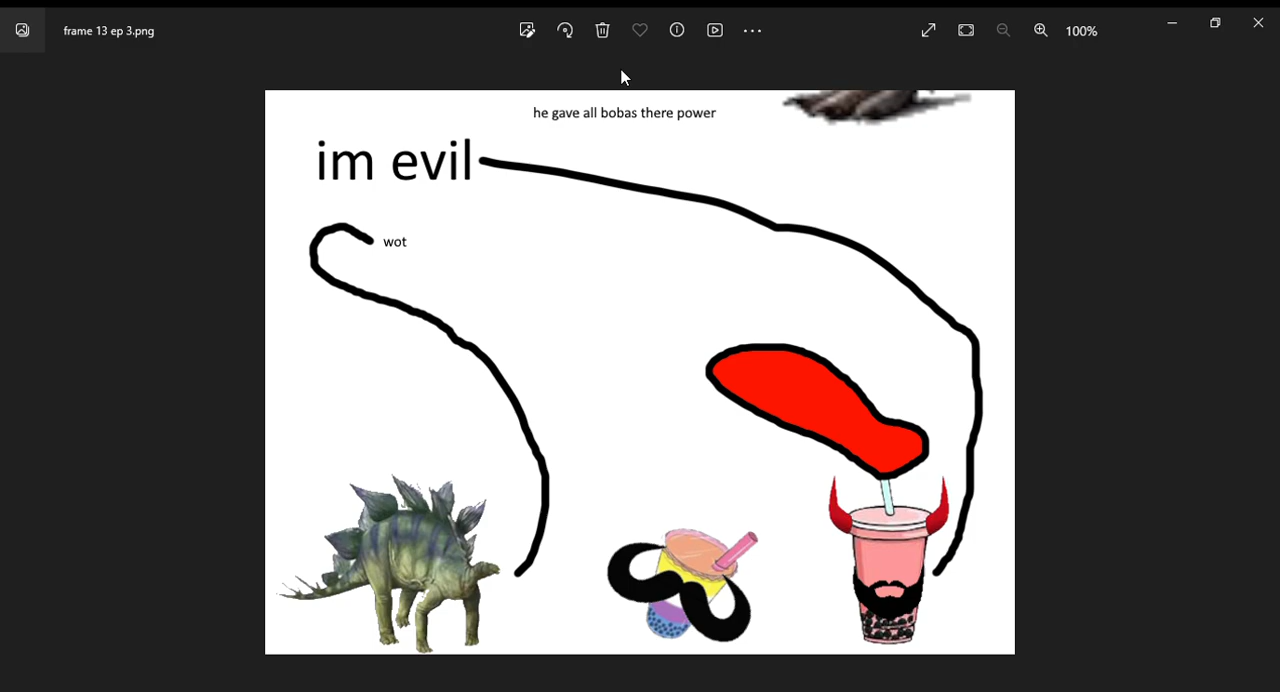 frame 13 ep 3.png
100%
he gave all bobas there power
im evil
wot